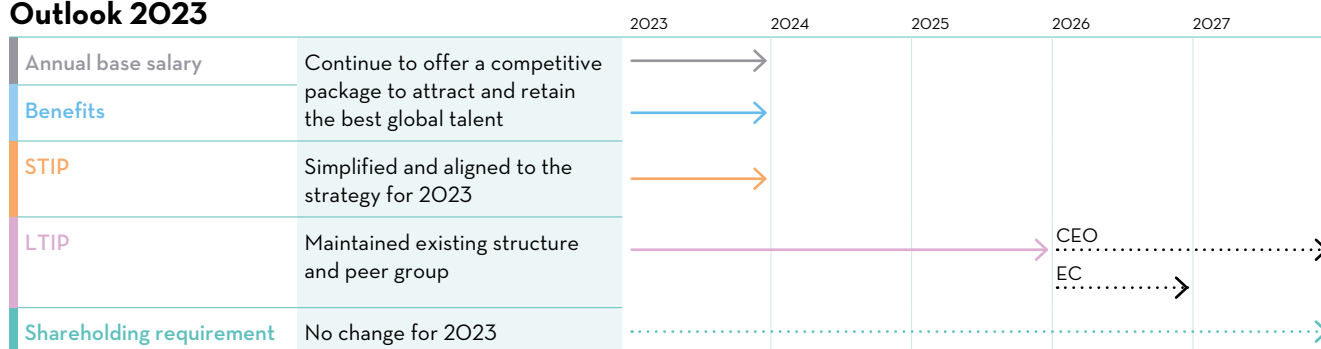 Outlook 2023
2023 2024 2025 2026 2027
Annual base salary
Benefits
Continue to offer a competitive
package to attract and retain
the best global talent
STIP
Simplified and aligned to the
strategy for 2023
LTIP
Maintained existing structure
and peer group
CEO
EC
Shareholding requirement
No change for 2023